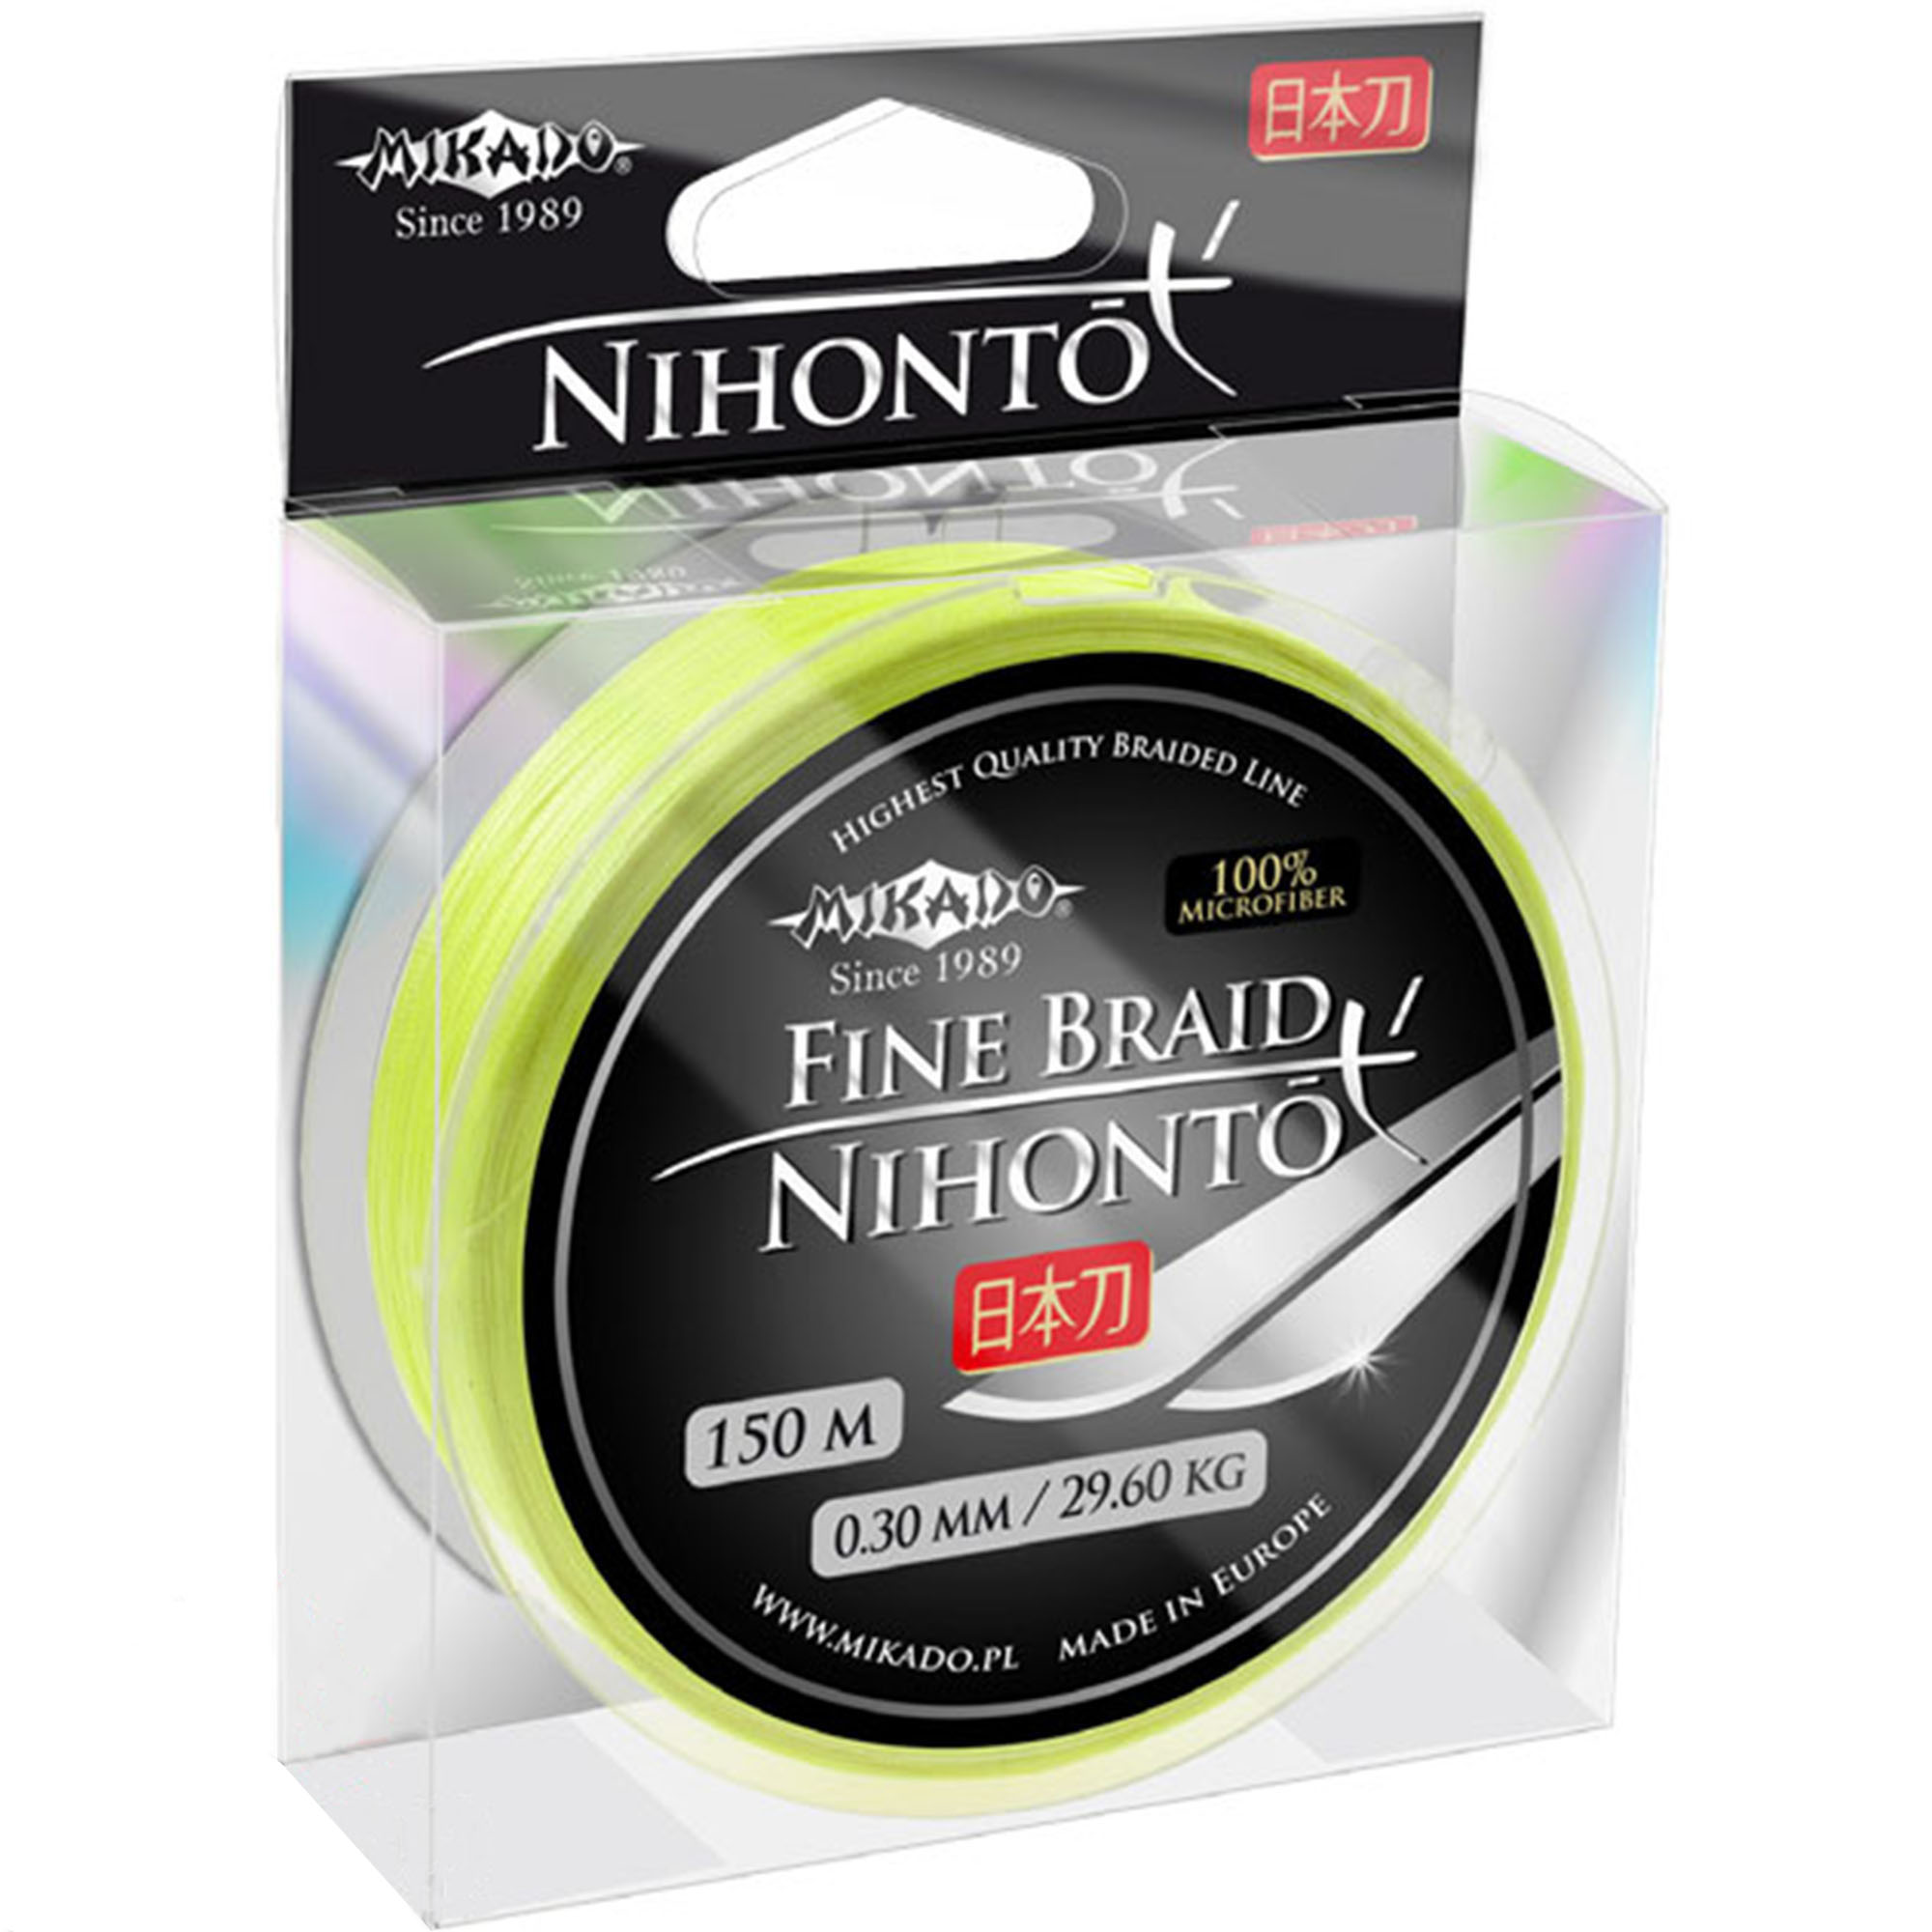 MIKADO®
Since 1989
日本刀
NIHONTŌ
NIHONTŌ
HIGHEST QUALITY BRAIDED LINE
MIKADO®
Since 1989
100%
MICROFIBER
FINE BRAID
NIHONTŌ
日本刀
150 M
0.30 MM / 29.60 KG
WWW.MIKADO.PL
MADE IN EUROPE